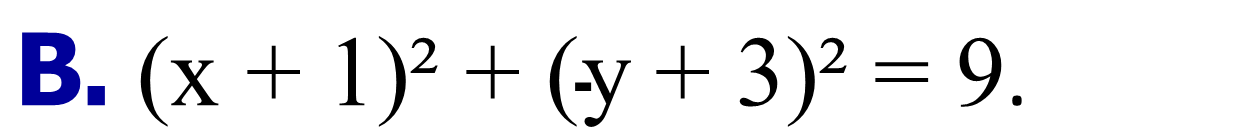 B. (x + 1)² + (-y + 3)² = 9.